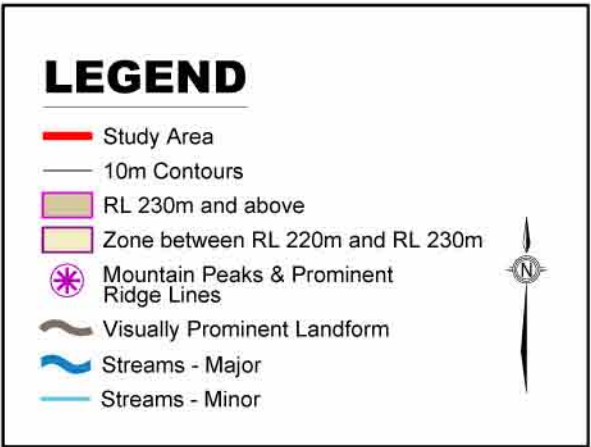 LEGEND
Study Area
10m Contours
RL 230m and above
Zone between RL 220m and RL 230m
Mountain Peaks & Prominent
Ridge Lines
Visually Prominent Landform
Streams - Major
Streams - Minor
N